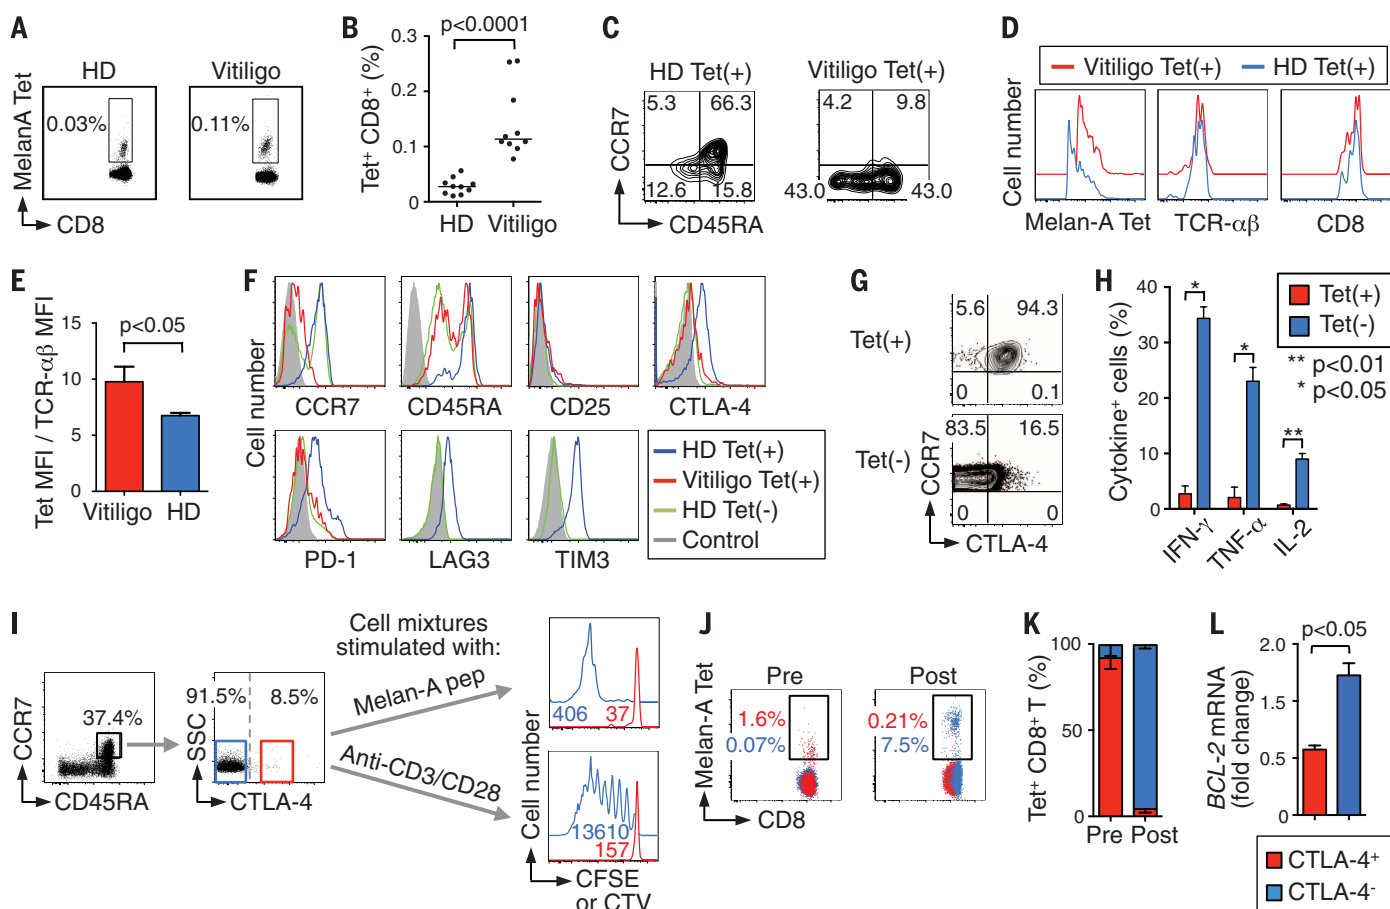 A
HD
Vitiligo
MelanA Tet
0.03%
0.11%
CD8
B
p<0.0001
Tet⁺ CD8⁺ (%)
0.3
0.2
0.1
0
HD
Vitiligo
C
HD Tet(+)
Vitiligo Tet(+)
5.3
66.3
4.2
9.8
CCR7
12.6
15.8
43.0
43.0
CD45RA
D
Vitiligo Tet(+)
HD Tet(+)
Cell number
Melan-A Tet
TCR-αβ
CD8
E
Tet MFI / TCR-αβ MFI
15
10
5
0
p<0.05
Vitiligo
HD
F
Cell number
CCR7
CD45RA
CD25
CTLA-4
PD-1
LAG3
TIM3
HD Tet(+)
Vitiligo Tet(+)
HD Tet(-)
Control
G
5.6
94.3
Tet(+)
0
0.1
83.5
16.5
Tet(-)
0
0
CCR7
CTLA-4
H
Cytokine⁺ cells (%)
40
30
20
10
0
*
*
**
IFN-γ
TNF-α
IL-2
Tet(+)
Tet(-)
** p<0.01
* p<0.05
I
CCR7
37.4%
CD45RA
SSC
91.5%
8.5%
CTLA-4
Cell mixtures
stimulated with:
Melan-A pep
Anti-CD3/CD28
406
37
13610
157
Cell number
CFSE
or CTV
J
Pre
Post
Melan-A Tet
1.6%
0.07%
0.21%
7.5%
CD8
K
Tet⁺ CD8⁺ T (%)
100
50
0
Pre
Post
L
p<0.05
BCL-2 mRNA
(fold change)
2.0
1.5
0.5
0
CTLA-4⁺
CTLA-4⁻